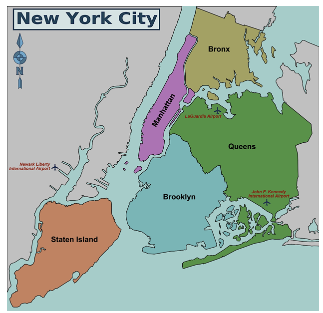 New York City
N
Bronx
Manhattan
LaGuardia Airport
Queens
Newark Liberty
International Airport
John F. Kennedy
International Airport
Brooklyn
Staten Island